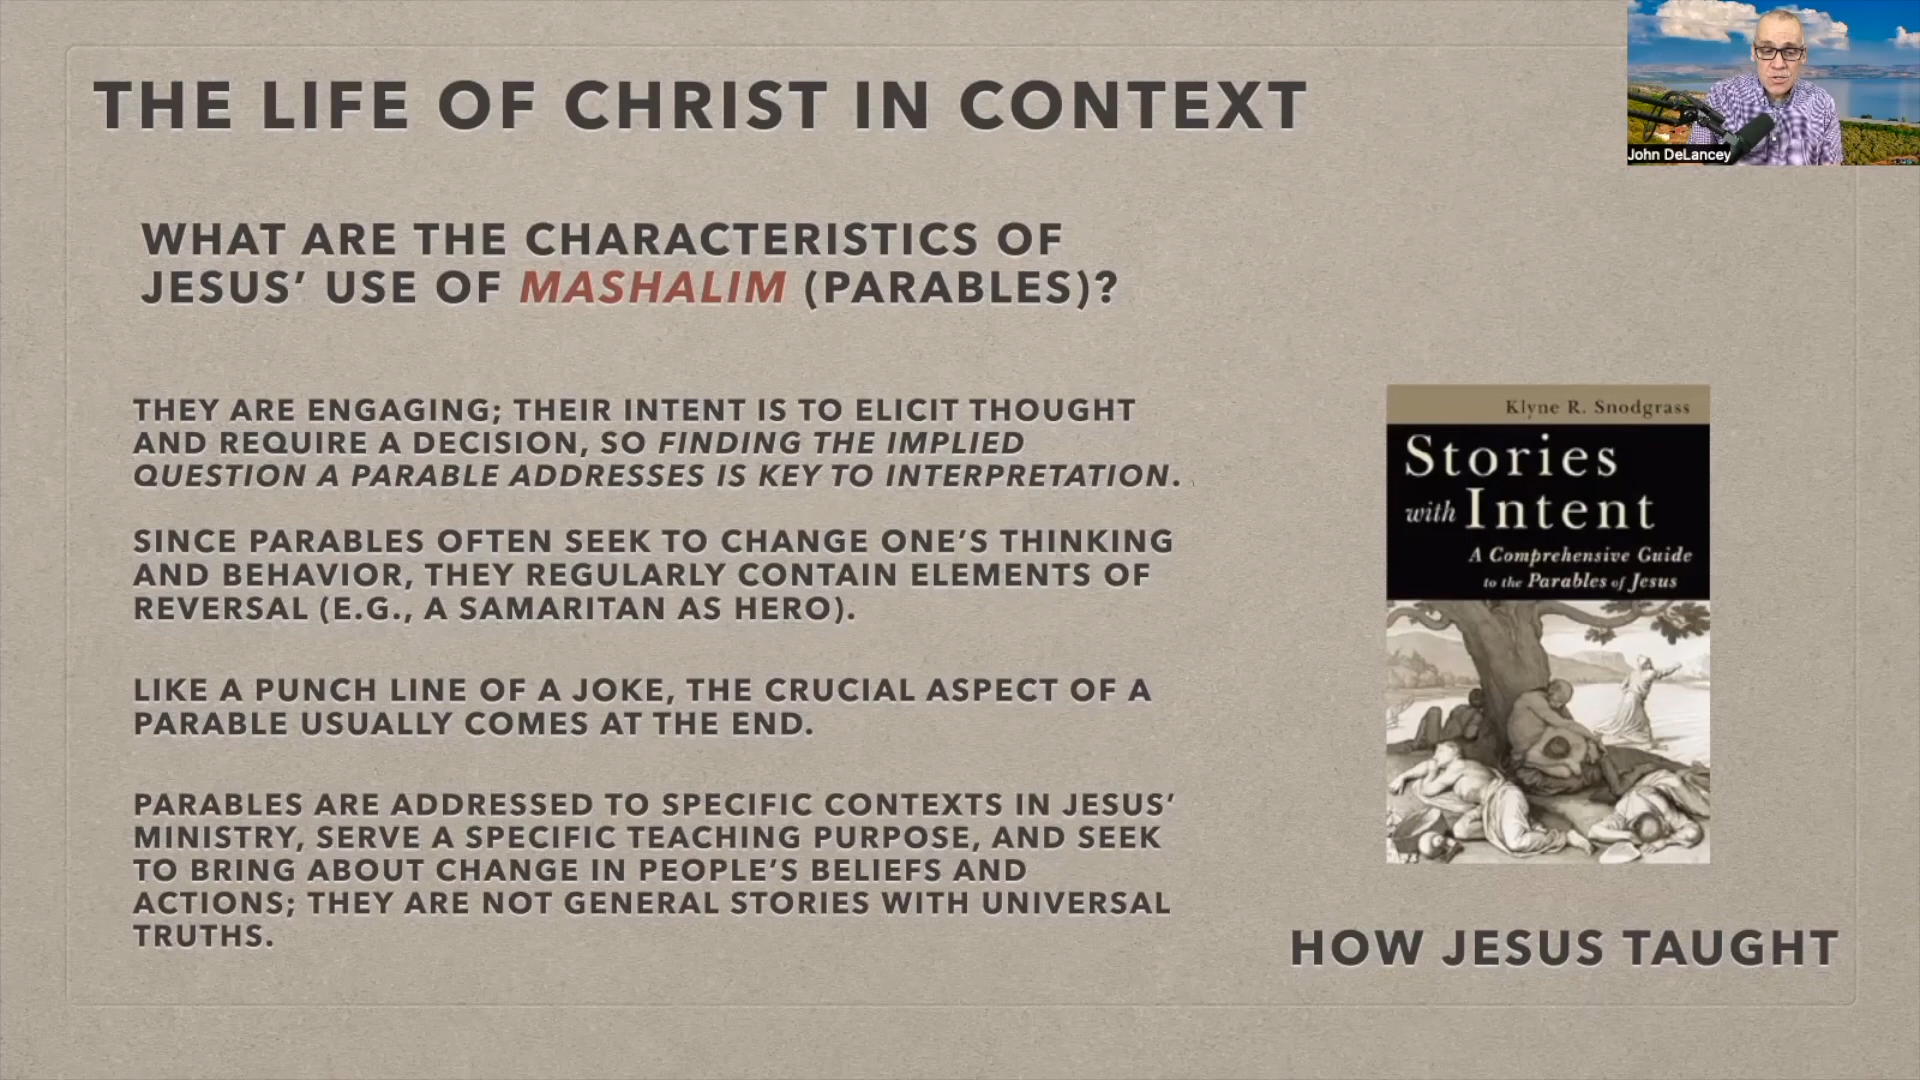 THE LIFE OF CHRIST IN CONTEXT
John DeLancey
WHAT ARE THE CHARACTERISTICS OF
JESUS’ USE OF MASHALIM (PARABLES)?
THEY ARE ENGAGING; THEIR INTENT IS TO ELICIT THOUGHT
AND REQUIRE A DECISION, SO FINDING THE IMPLIED
QUESTION A PARABLE ADDRESSES IS KEY TO INTERPRETATION.
SINCE PARABLES OFTEN SEEK TO CHANGE ONE’S THINKING
AND BEHAVIOR, THEY REGULARLY CONTAIN ELEMENTS OF
REVERSAL (E.G., A SAMARITAN AS HERO).
LIKE A PUNCH LINE OF A JOKE, THE CRUCIAL ASPECT OF A
PARABLE USUALLY COMES AT THE END.
PARABLES ARE ADDRESSED TO SPECIFIC CONTEXTS IN JESUS’
MINISTRY, SERVE A SPECIFIC TEACHING PURPOSE, AND SEEK
TO BRING ABOUT CHANGE IN PEOPLE’S BELIEFS AND
ACTIONS; THEY ARE NOT GENERAL STORIES WITH UNIVERSAL
TRUTHS.
Klyne R. Snodgrass
Stories
with Intent
A Comprehensive Guide
to the Parables of Jesus
HOW JESUS TAUGHT